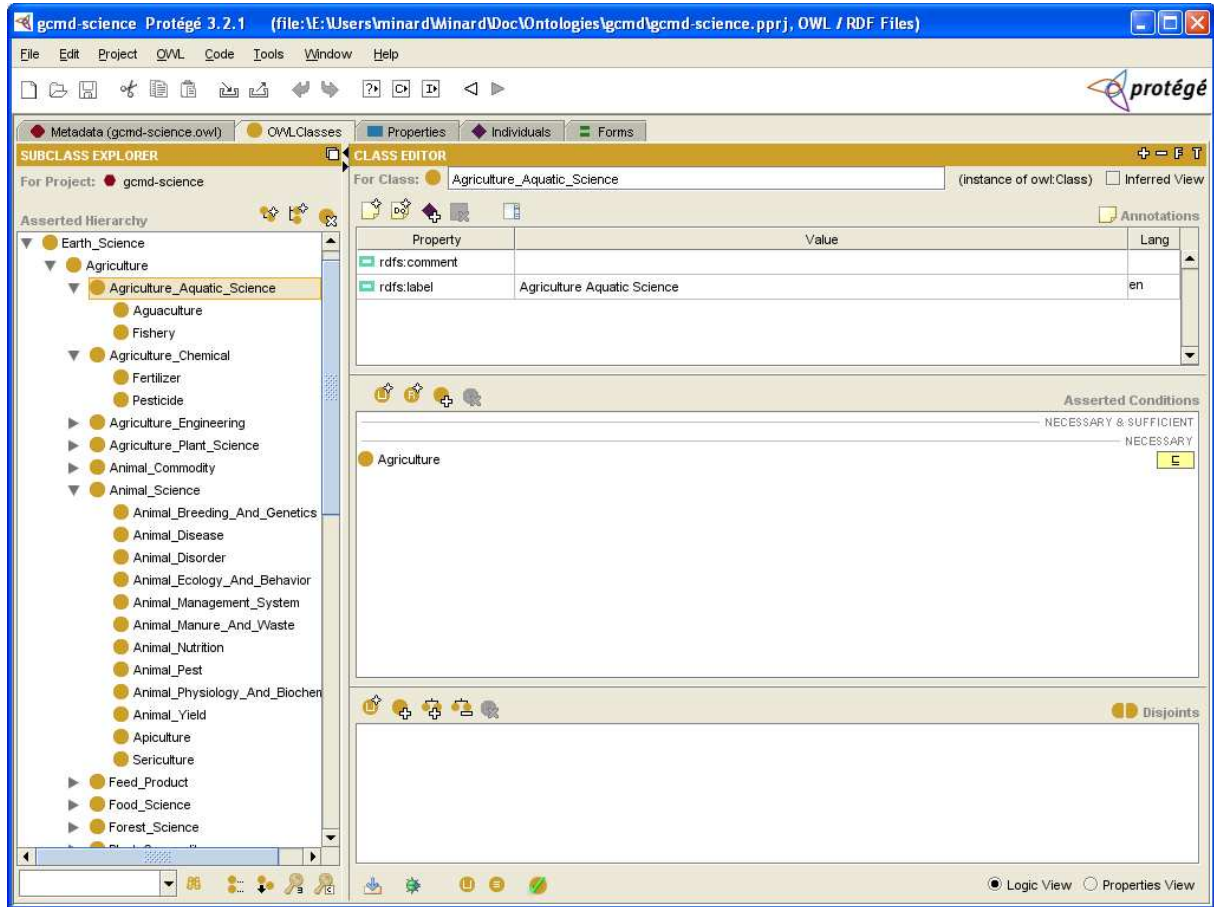 gcmd-science Protégé 3.2.1 (file:\E:\Users\minard\Minard\Doc\Ontologies\gcmd\gcmd-science.pprj, OWL / RDF Files)
File Edit Project OWL Code Tools Window Help
protégé
Metadata (gcmd-science.owl) OWLClasses Properties Individuals Forms
SUBCLASS EXPLORER
For Project: gcmd-science
Asserted Hierarchy
Earth_Science
Agriculture
Agriculture_Aquatic_Science
Aguaculture
Fishery
Agriculture_Chemical
Fertilizer
Pesticide
Agriculture_Engineering
Agriculture_Plant_Science
Animal_Commodity
Animal_Science
Animal_Breeding_And_Genetics
Animal_Disease
Animal_Disorder
Animal_Ecology_And_Behavior
Animal_Management_System
Animal_Manure_And_Waste
Animal_Nutrition
Animal_Pest
Animal_Physiology_And_Biochen
Animal_Yield
Apiculture
Sericulture
Feed_Product
Food_Science
Forest_Science
CLASS EDITOR
For Class: Agriculture_Aquatic_Science (instance of owl:Class) Inferred View
Annotations
Property Value Lang
rdfs:comment
rdfs:label Agriculture Aquatic Science en
Asserted Conditions
NECESSARY & SUFFICIENT
NECESSARY
Agriculture ⊑
Disjoints
Logic View Properties View